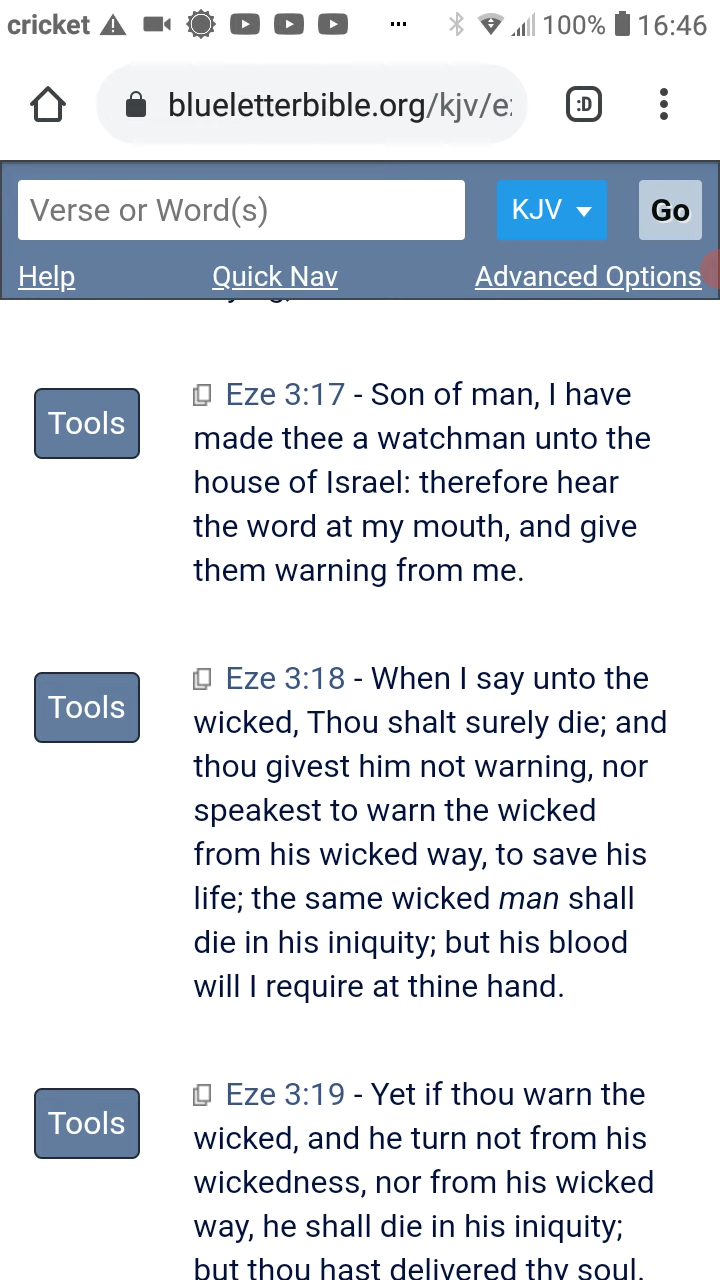 cricket ... 100% 16:46
blueletterbible.org/kjv/e
:D
Verse or Word(s) KJV Go
Help Quick Nav Advanced Options
Tools
Eze 3:17 - Son of man, I have
made thee a watchman unto the
house of Israel: therefore hear
the word at my mouth, and give
them warning from me.
Tools
Eze 3:18 - When I say unto the
wicked, Thou shalt surely die; and
thou givest him not warning, nor
speakest to warn the wicked
from his wicked way, to save his
life; the same wicked man shall
die in his iniquity; but his blood
will I require at thine hand.
Tools
Eze 3:19 - Yet if thou warn the
wicked, and he turn not from his
wickedness, nor from his wicked
way, he shall die in his iniquity;
but thou hast delivered thy soul.